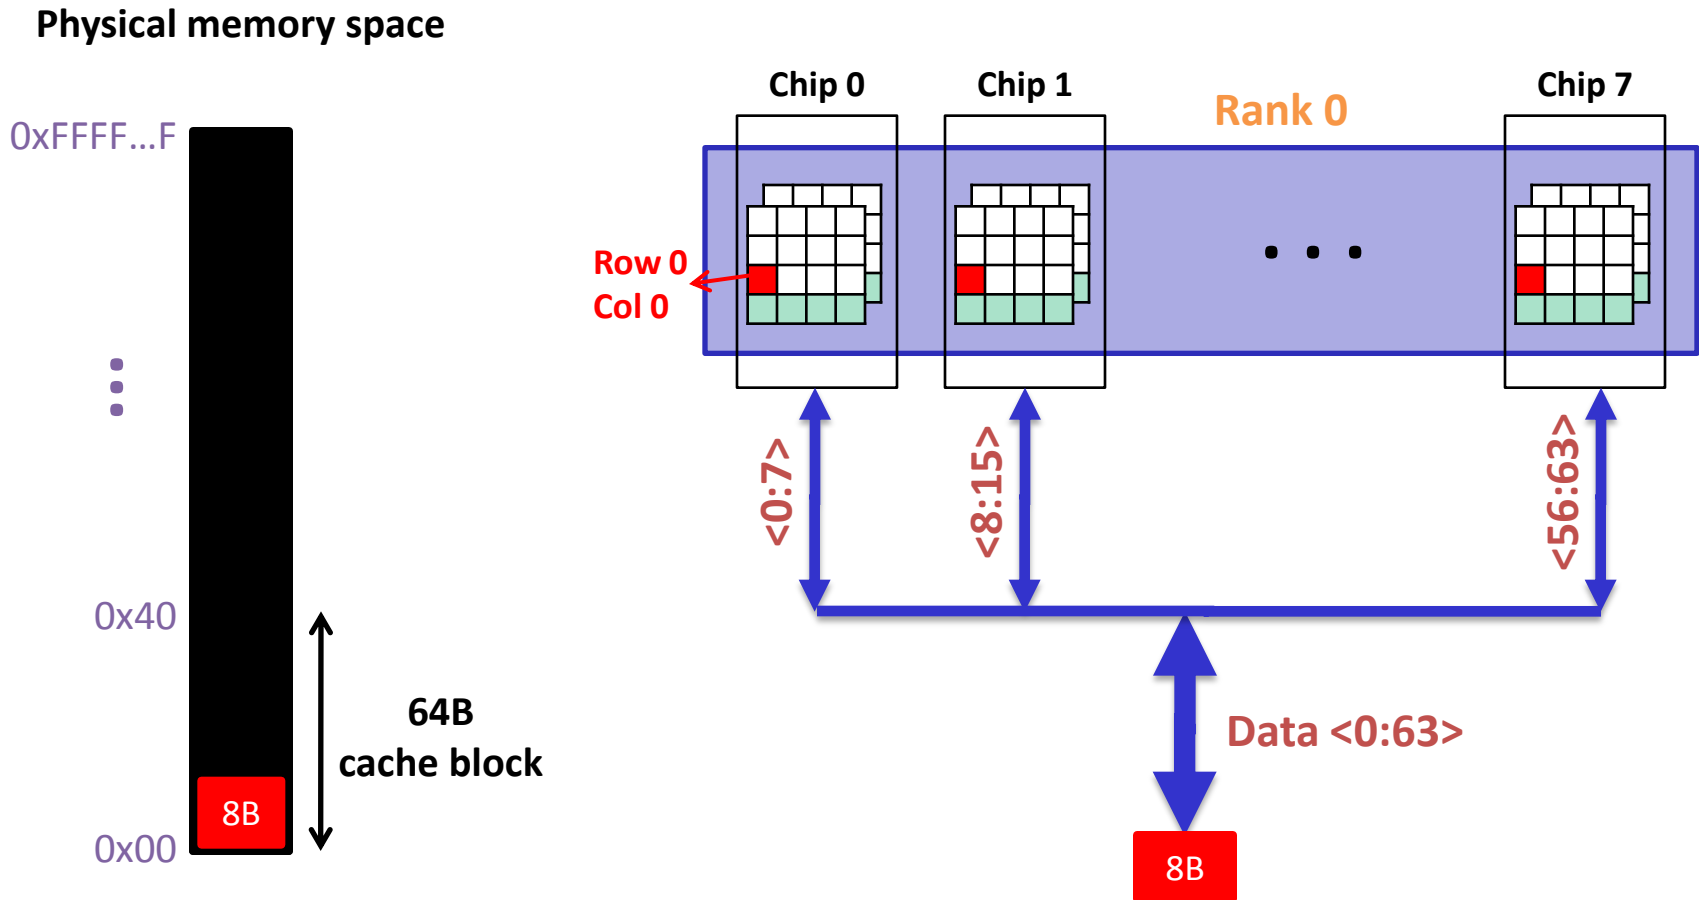 Physical memory space
0xFFFF...F
0x40
0x00
8B
64B
cache block
Chip 0
Chip 1
Rank 0
Chip 7
Row 0
Col 0
. . .
<0:7>
<8:15>
<56:63>
Data <0:63>
8B